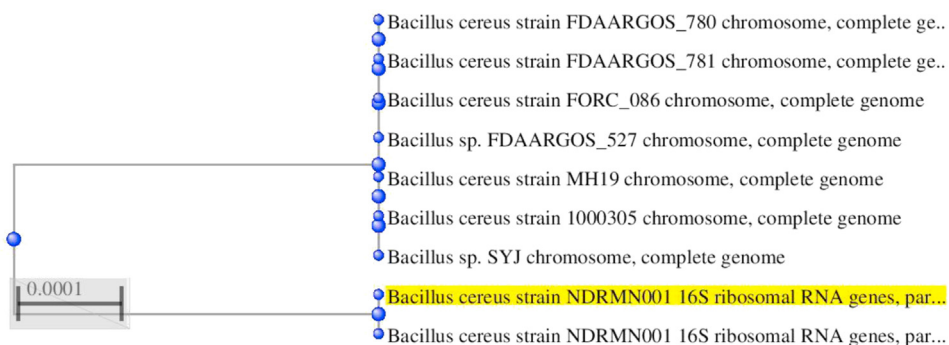 Bacillus cereus strain FDAARGOS_780 chromosome, complete ge..
Bacillus cereus strain FDAARGOS_781 chromosome, complete ge..
Bacillus cereus strain FORC_086 chromosome, complete genome
Bacillus sp. FDAARGOS_527 chromosome, complete genome
Bacillus cereus strain MH19 chromosome, complete genome
Bacillus cereus strain 1000305 chromosome, complete genome
Bacillus sp. SYJ chromosome, complete genome
0.0001
Bacillus cereus strain NDRMN001 16S ribosomal RNA genes, par...
Bacillus cereus strain NDRMN001 16S ribosomal RNA genes, par...